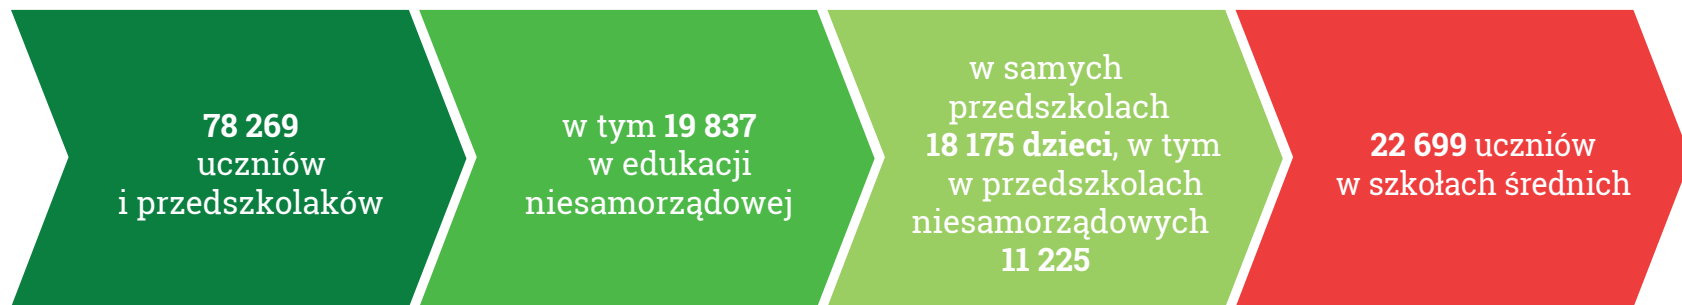 78 269
uczniów
i przedszkolaków
w tym 19 837
w edukacji
niesamorządowej
w samych
przedszkolach
18 175 dzieci, w tym
w przedszkolach
niesamorządowych
11 225
22 699 uczniów
w szkołach średnich